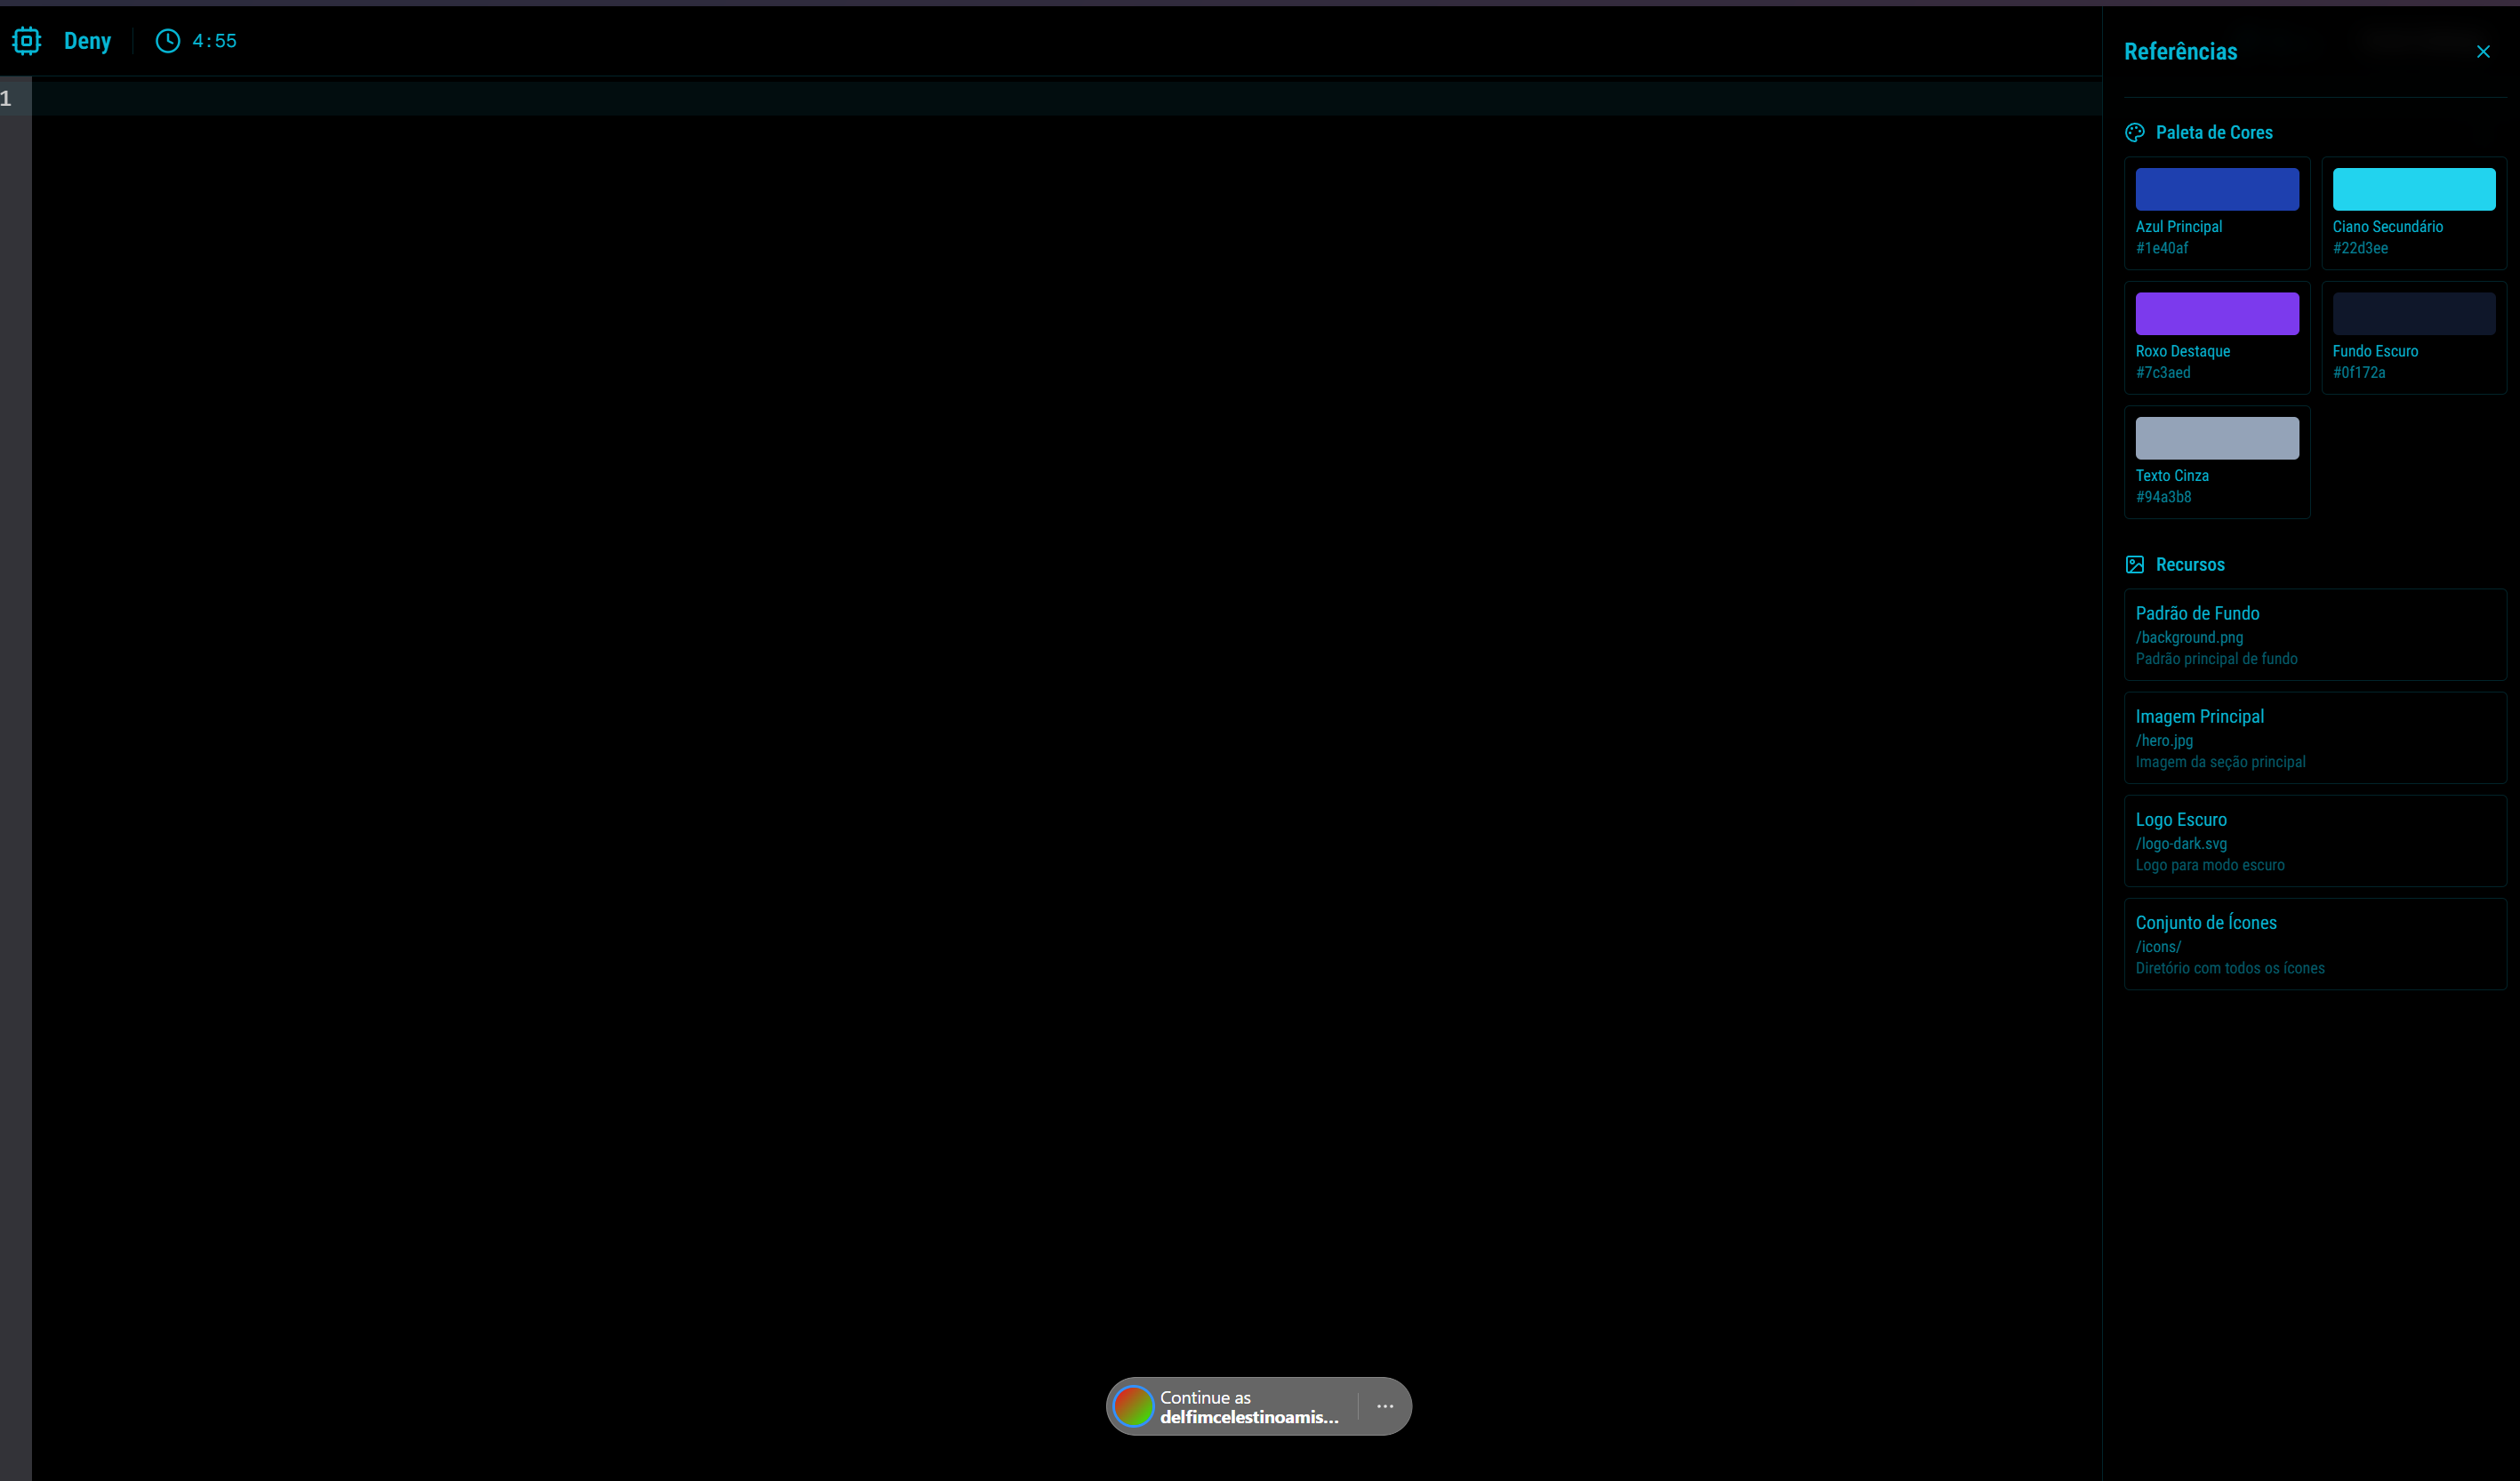 Deny
4:55
1
Referências
Paleta de Cores
Azul Principal
#1e40af
Ciano Secundário
#22d3ee
Roxo Destaque
#7c3aed
Fundo Escuro
#0f172a
Texto Cinza
#94a3b8
Recursos
Padrão de Fundo
/background.png
Padrão principal de fundo
Imagem Principal
/hero.jpg
Imagem da seção principal
Logo Escuro
/logo-dark.svg
Logo para modo escuro
Conjunto de Ícones
/icons/
Diretório com todos os ícones
Continue as
delfimcelestinoamis...